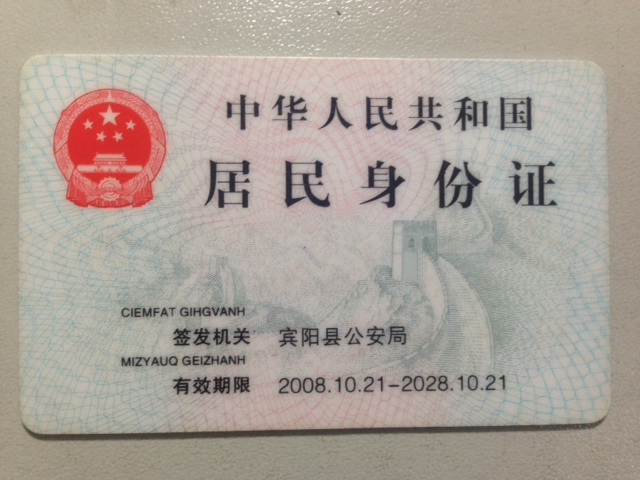 中华人民共和国
居民身份证
CIEMFAT GIHGVANH
签发机关 宾阳县公安局
MIZYAUQ GEIZHANH
有效期限 2008.10.21-2028.10.21